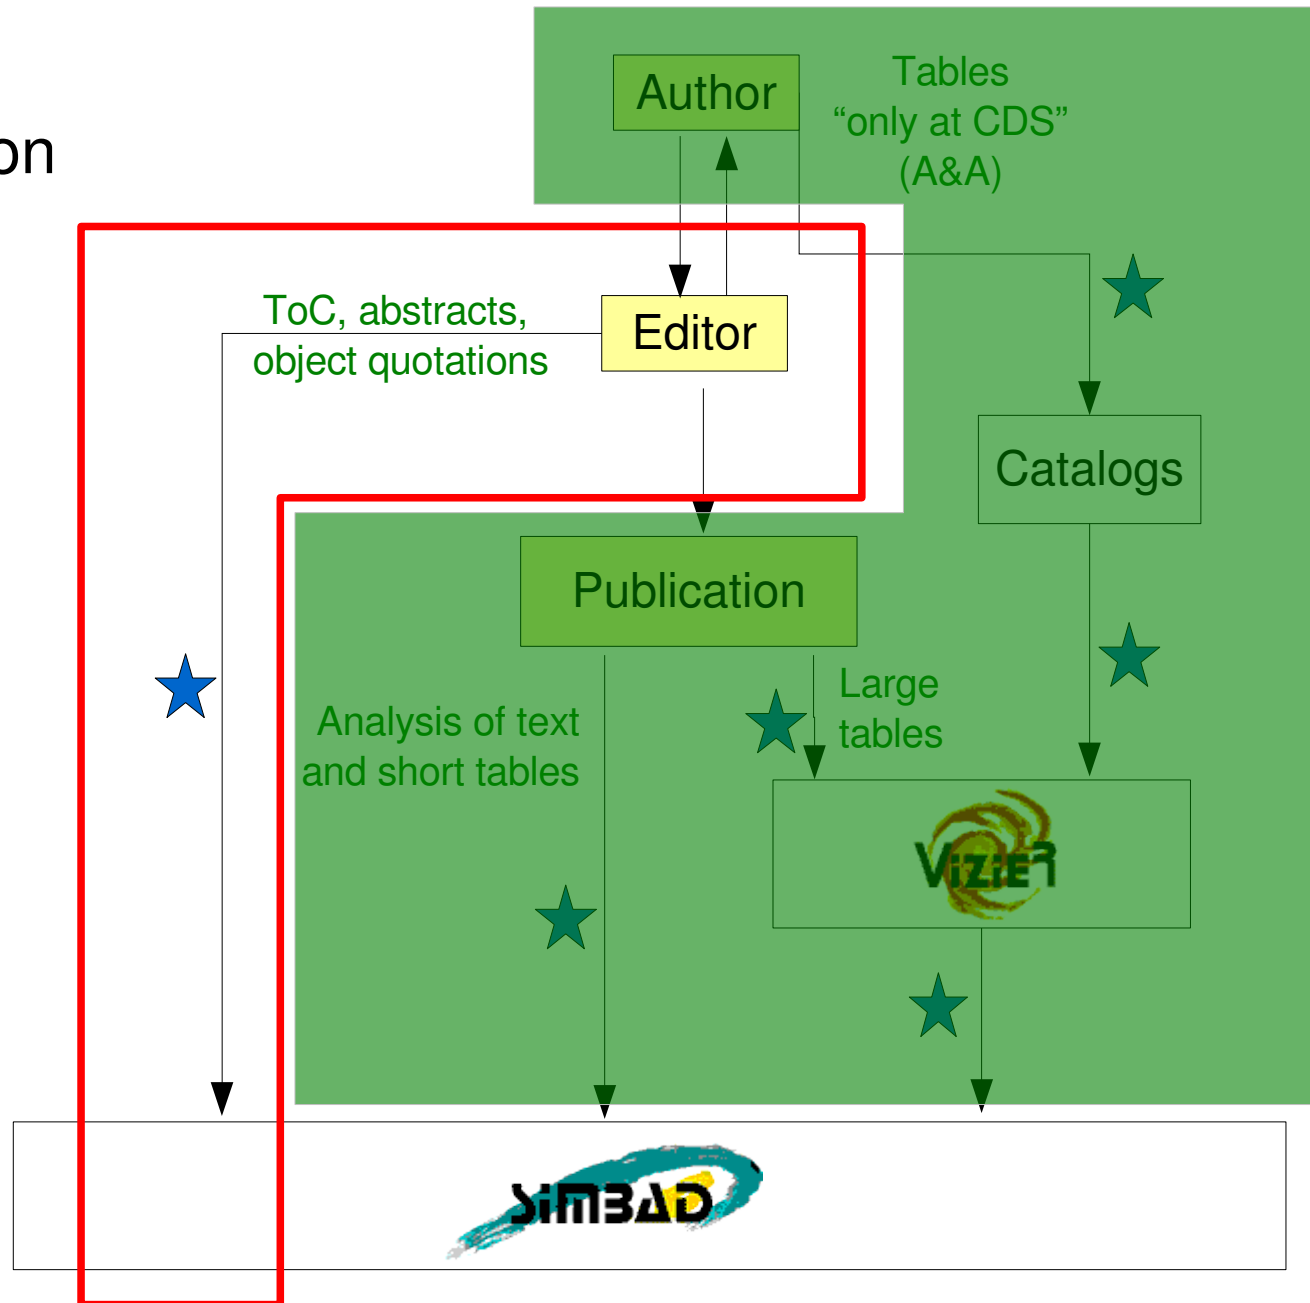 Author
Tables
“only at CDS”
(A&A)
on
ToC, abstracts,
object quotations
Editor
Catalogs
Publication
Large
tables
Analysis of text
and short tables
VizieR
SIMBAD